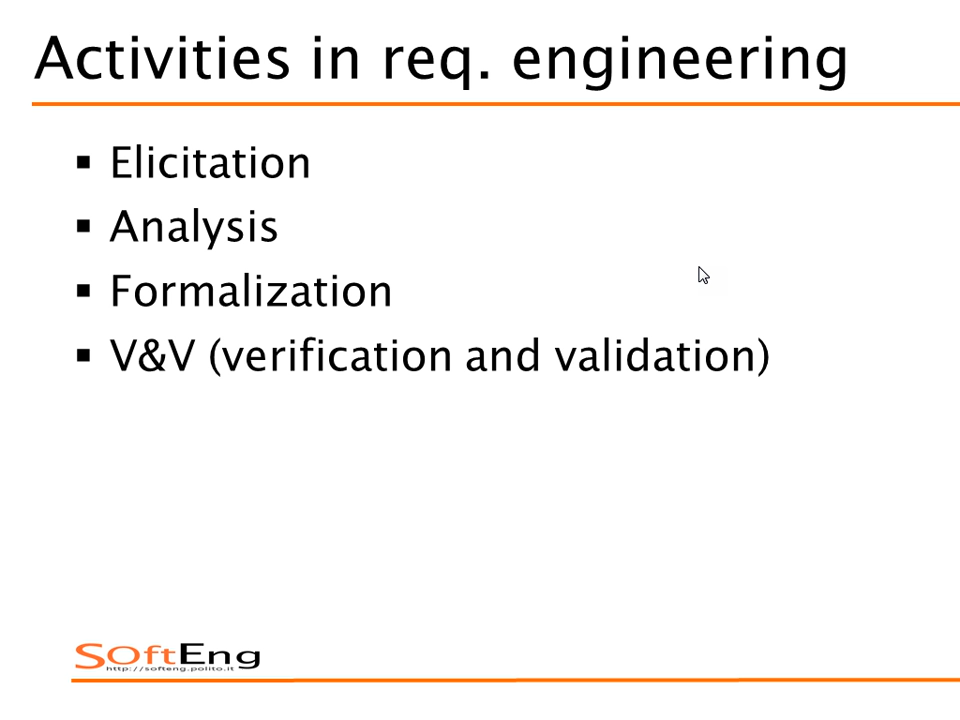 Activities in req. engineering
▪ Elicitation
▪ Analysis
▪ Formalization
▪ V&V (verification and validation)
SOftEng
http://softeng.polito.it